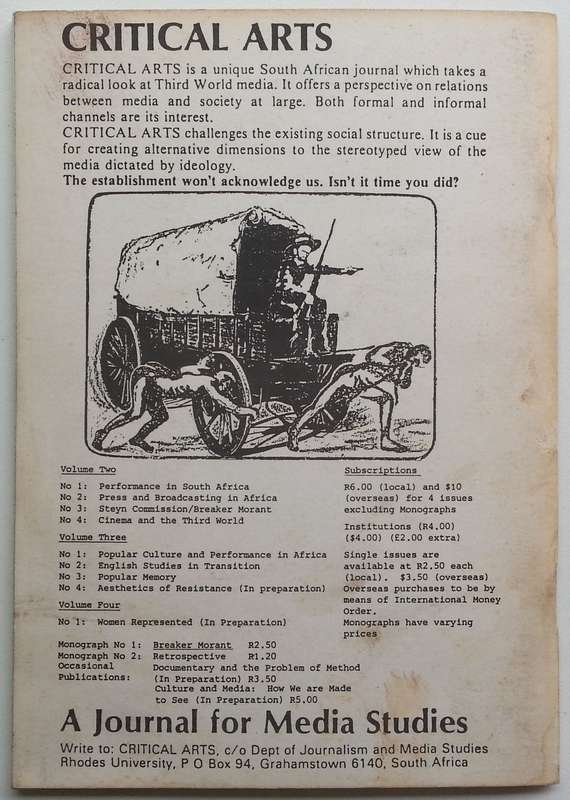 CRITICAL ARTS
CRITICAL ARTS is a unique South African journal which takes a
radical look at Third World media. It offers a perspective on relations
between media and society at large. Both formal and informal
channels are its interest.
CRITICAL ARTS challenges the existing social structure. It is a cue
for creating alternative dimensions to the stereotyped view of the
media dictated by ideology.
The establishment won't acknowledge us. Isn't it time you did?
Volume Two
No 1: Performance in South Africa
No 2: Press and Broadcasting in Africa
No 3: Steyn Commission/Breaker Morant
No 4: Cinema and the Third World
Volume Three
No 1: Popular Culture and Performance in Africa
No 2: English Studies in Transition
No 3: Popular Memory
No 4: Aesthetics of Resistance (In preparation)
Volume Four
No 1: Women Represented (In Preparation)
Monograph No 1: Breaker Morant R2.50
Monograph No 2: Retrospective R1.20
Occasional Documentary and the Problem of Method
Publications: (In Preparation) R3.50
Culture and Media: How We are Made
to See (In Preparation) R5.00
Subscriptions
R6.00 (local) and $10
(overseas) for 4 issues
excluding Monographs
Institutions (R4.00)
($4.00) (£2.00 extra)
Single issues are
available at R2.50 each
(local). $3.50 (overseas)
Overseas purchases to be by
means of International Money
Order.
Monographs have varying
prices
A Journal for Media Studies
Write to: CRITICAL ARTS, c/o Dept of Journalism and Media Studies
Rhodes University, P O Box 94, Grahamstown 6140, South Africa